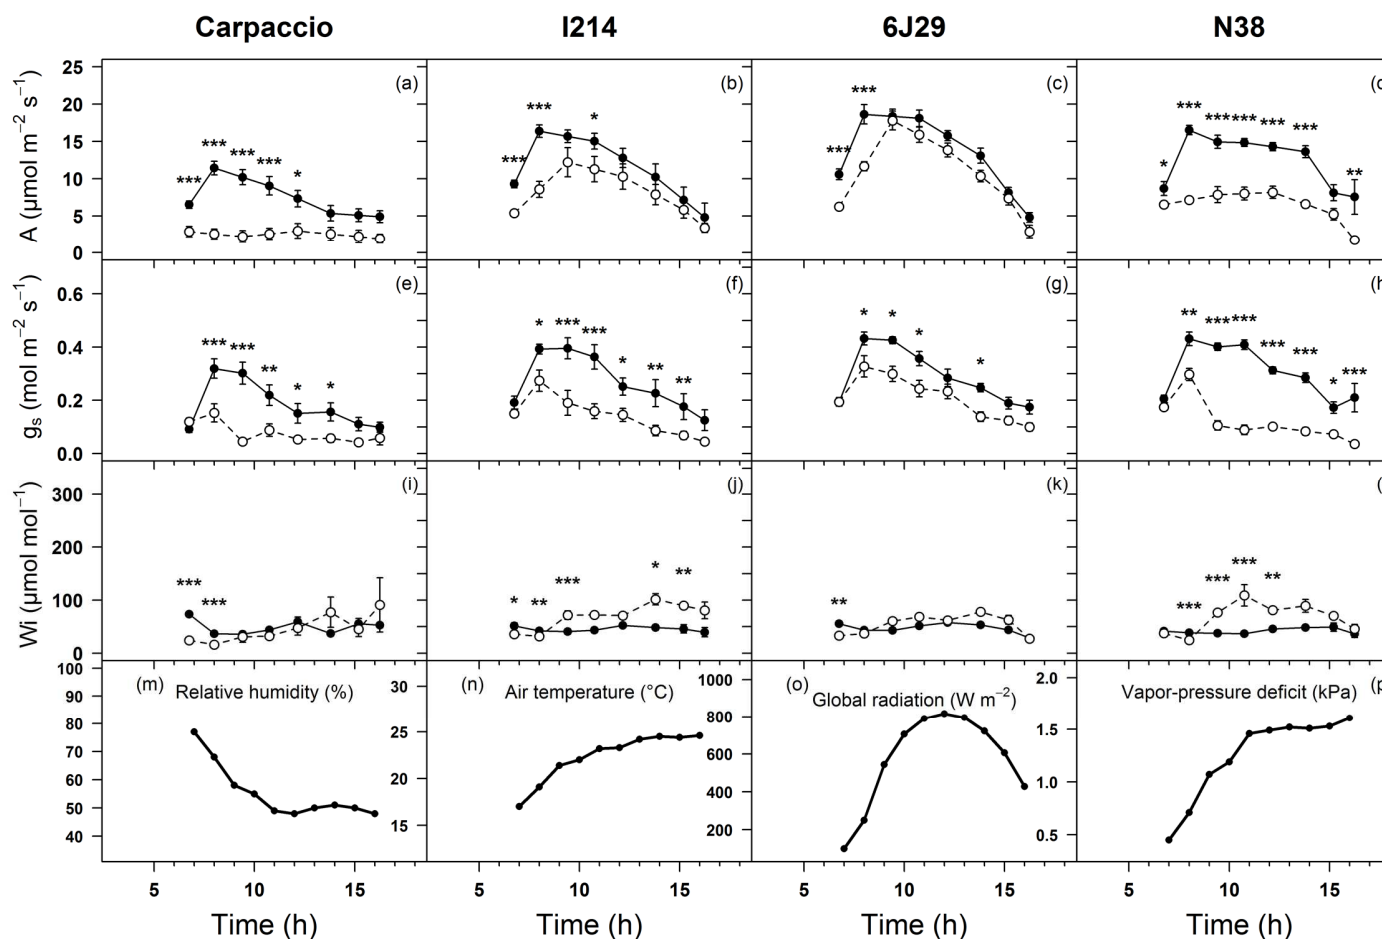 Carpaccio I214 6J29 N38
A (µmol m−2 s−1)
25
20
15
10
5
0
(a) *** *** *** *** *
(b) *** *** *
(c) *** ***
(d * *** *** *** *** *** **
gs (mol m−2 s−1)
0.6
0.4
0.2
0.0
(e) *** *** ** * *
(f) * *** *** * ** **
(g) * * * *
(h ** *** *** *** *** * ***
Wi (µmol mol−1)
300
200
100
0
(i) *** ***
(j) * ** *** * **
(k) **
( *** *** *** **
(m) Relative humidity (%)
100
90
80
70
60
50
40
(n) Air temperature (°C)
30
25
20
15
(o) Global radiation (W m−2)
1000
800
600
400
200
(p Vapor-pressure deficit (kPa)
2.0
1.5
1.0
0.5
5 10 15 5 10 15 5 10 15 5 10 15
Time (h) Time (h) Time (h) Time (h)